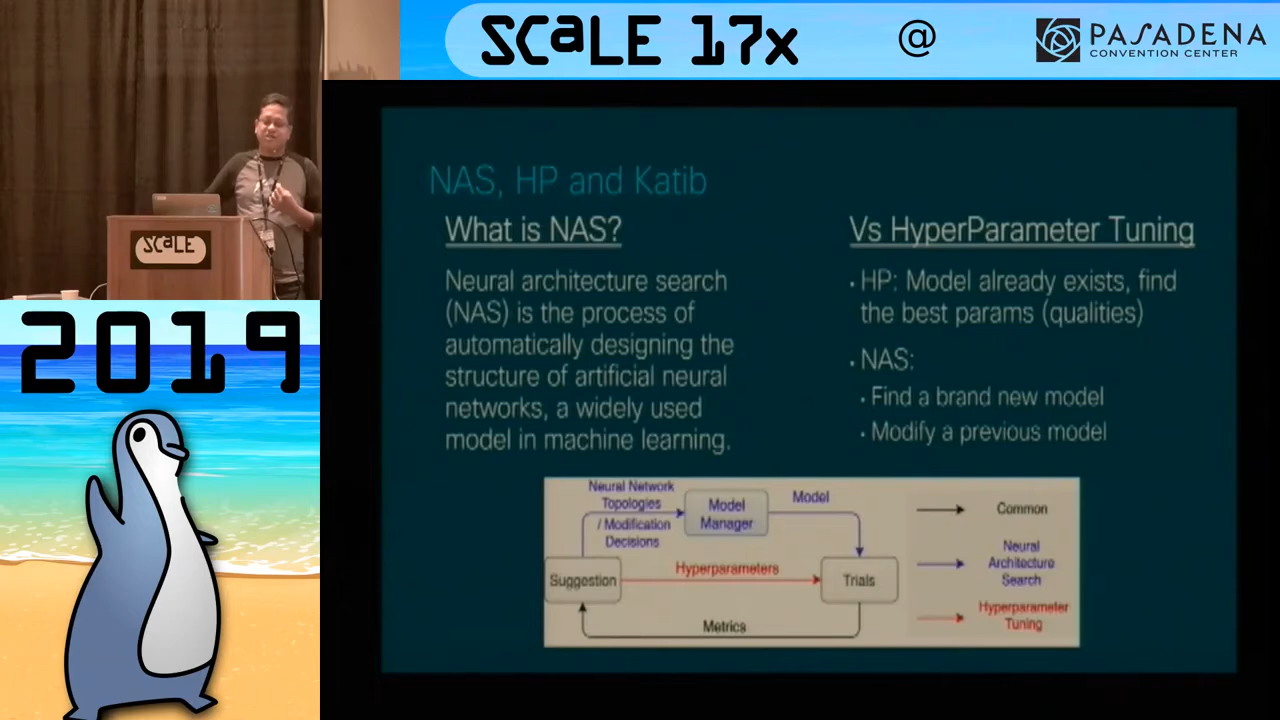 SCaLE 17x
@
PASADENA
CONVENTION CENTER
SCaLE
2019
NAS, HP and Katib
What is NAS?
Neural architecture search
(NAS) is the process of
automatically designing the
structure of artificial neural
networks, a widely used
model in machine learning.
Vs HyperParameter Tuning
• HP: Model already exists, find
the best params (qualities)
• NAS:
• Find a brand new model
• Modify a previous model
Neural Network
Topologies
/ Modification
Decisions
Model
Manager
Model
Suggestion
Hyperparameters
Trials
Metrics
Common
Neural
Architecture
Search
Hyperparameter
Tuning